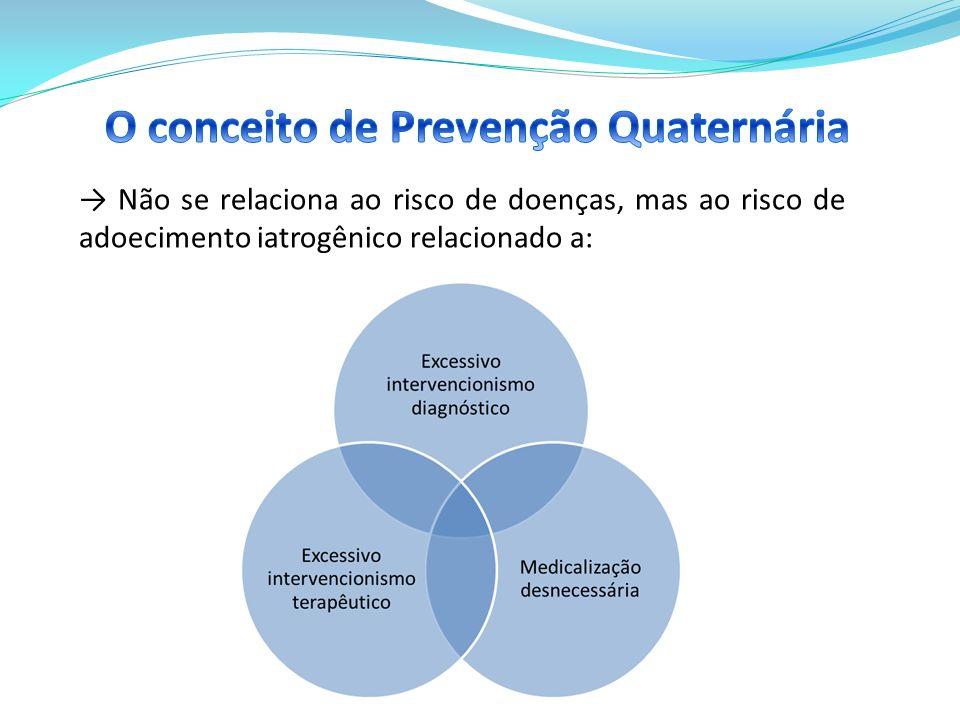 O conceito de Prevenção Quaternária
→ Não se relaciona ao risco de doenças, mas ao risco de
adoecimento iatrogênico relacionado a:
Excessivo
intervencionismo
diagnóstico
Excessivo
intervencionismo
terapêutico
Medicalização
desnecessária